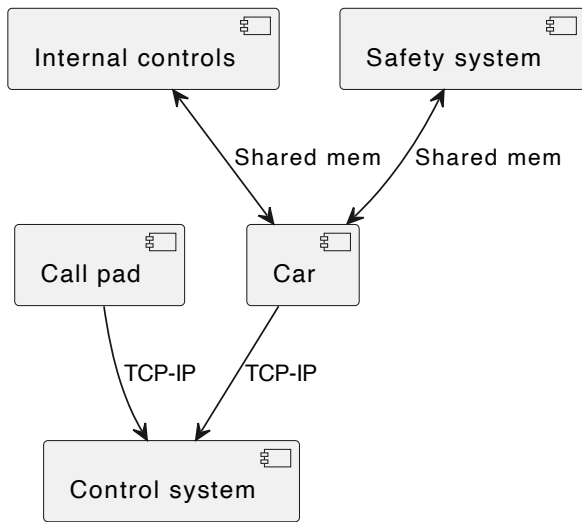 Internal controls
Safety system
Shared mem
Shared mem
Call pad
Car
TCP-IP
TCP-IP
Control system